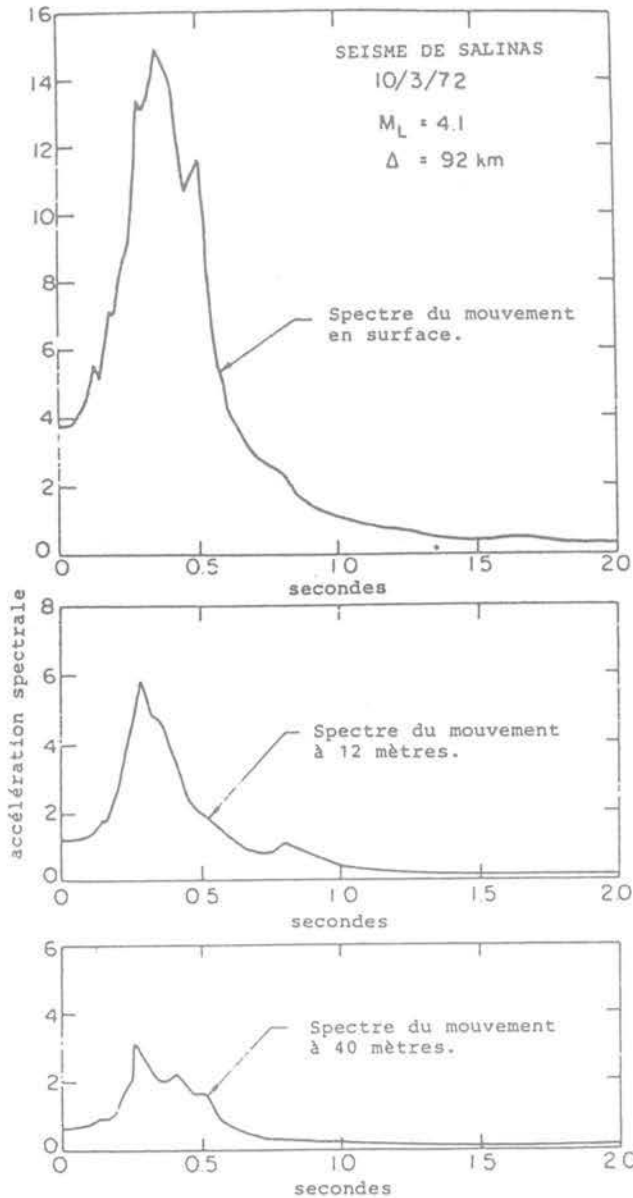 SEISME DE SALINAS
10/3/72
M_L = 4.1
Δ = 92 km
16
14
12
10
8
6
4
2
0
Spectre du mouvement
en surface.
0 0.5 1.0 1.5 2.0
secondes
accélération spectrale
8
6
4
2
0
Spectre du mouvement
à 12 mètres.
0 0.5 1.0 1.5 2.0
secondes
6
4
2
0
Spectre du mouvement
à 40 mètres.
0 0.5 1.0 1.5 2.0
secondes